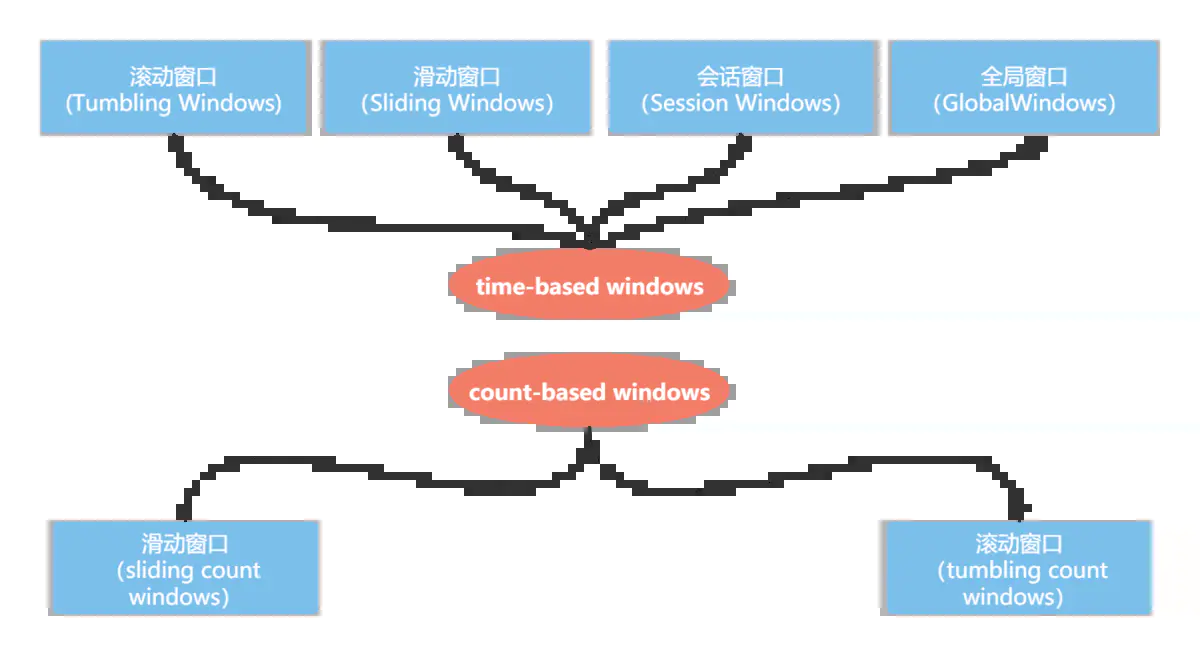 滚动窗口
(Tumbling Windows)
滑动窗口
(Sliding Windows)
会话窗口
(Session Windows)
全局窗口
(GlobalWindows)
time-based windows
count-based windows
滑动窗口
(sliding count
windows)
滚动窗口
(tumbling count
windows)